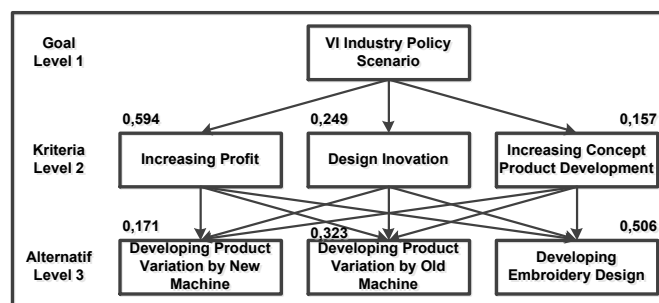 Goal
Level 1
VI Industry Policy
Scenario
0,594
0,249
0,157
Kriteria
Level 2
Increasing Profit
Design Inovation
Increasing Concept
Product Development
0,171
0,323
0,506
Alternatif
Level 3
Developing Product
Variation by New
Machine
Developing Product
Variation by Old
Machine
Developing
Embroidery Design